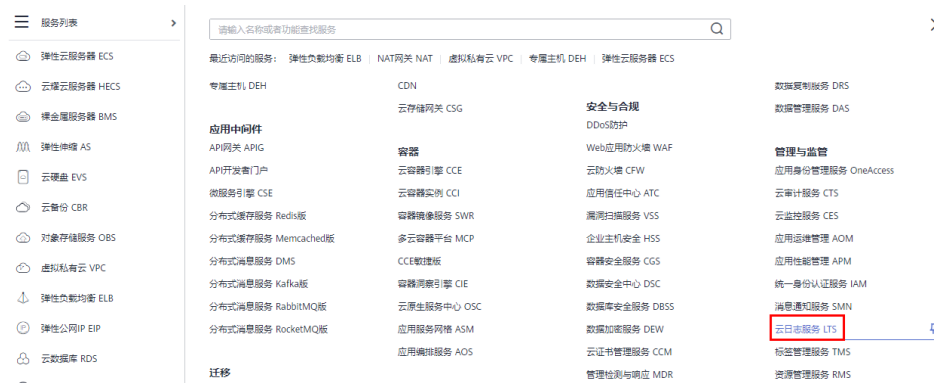 服务列表
弹性云服务器 ECS
云耀云服务器 HECS
裸金属服务器 BMS
弹性伸缩 AS
云硬盘 EVS
云备份 CBR
对象存储服务 OBS
虚拟私有云 VPC
弹性负载均衡 ELB
弹性公网IP EIP
云数据库 RDS
请输入名称或者功能查找服务
最近访问的服务： 弹性负载均衡 ELB | NAT网关 NAT | 虚拟私有云 VPC | 专属主机 DEH | 弹性云服务器 ECS
专属主机 DEH
应用中间件
API网关 APIG
API开发者门户
微服务引擎 CSE
分布式缓存服务 Redis版
分布式缓存服务 Memcached版
分布式消息服务 DMS
分布式消息服务 Kafka版
分布式消息服务 RabbitMQ版
分布式消息服务 RocketMQ版
迁移
CDN
云存储网关 CSG
容器
云容器引擎 CCE
云容器实例 CCI
容器镜像服务 SWR
多云容器平台 MCP
CCE敏捷版
容器洞察引擎 CIE
云原生服务中心 OSC
应用服务网格 ASM
应用编排服务 AOS
安全与合规
DDoS防护
Web应用防火墙 WAF
云防火墙 CFW
应用信任中心 ATC
漏洞扫描服务 VSS
企业主机安全 HSS
容器安全服务 CGS
数据安全中心 DSC
数据库安全服务 DBSS
数据加密服务 DEW
云证书管理服务 CCM
管理检测与响应 MDR
数据复制服务 DRS
数据管理服务 DAS
管理与监管
应用身份管理服务 OneAccess
云审计服务 CTS
云监控服务 CES
应用运维管理 AOM
应用性能管理 APM
统一身份认证服务 IAM
消息通知服务 SMN
云日志服务 LTS
标签管理服务 TMS
资源管理服务 RMS